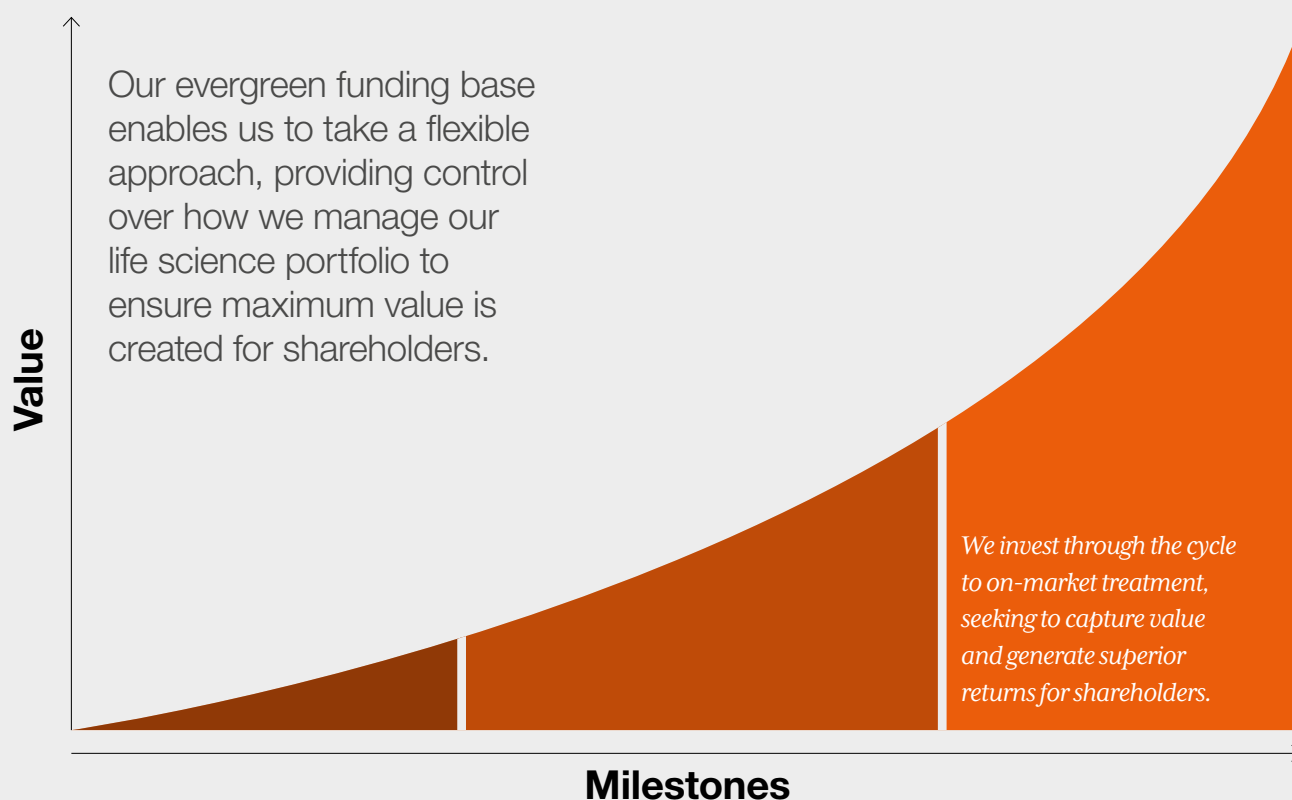 Our evergreen funding base
enables us to take a flexible
approach, providing control
over how we manage our
life science portfolio to
ensure maximum value is
created for shareholders.
Value
We invest through the cycle
to on-market treatment,
seeking to capture value
and generate superior
returns for shareholders.
Milestones